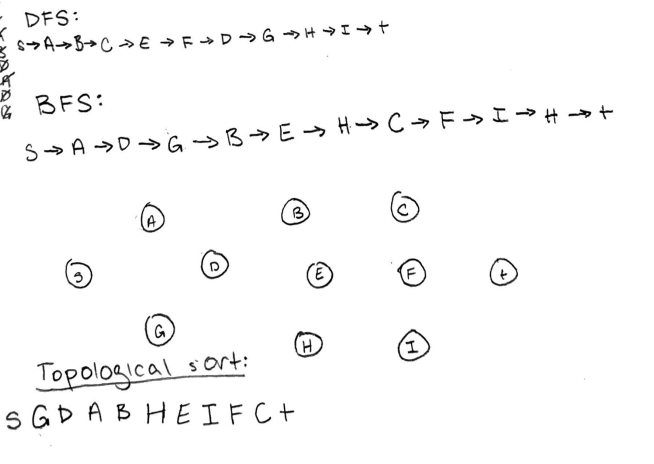 DFS:
S→A→B→C→E→F→D→G→H→I→t
BFS:
S→A→D→G→B→E→H→C→F→I→H→t
A B C
S D E F t
G H I
Topological sort:
S G D A B H E I F C t